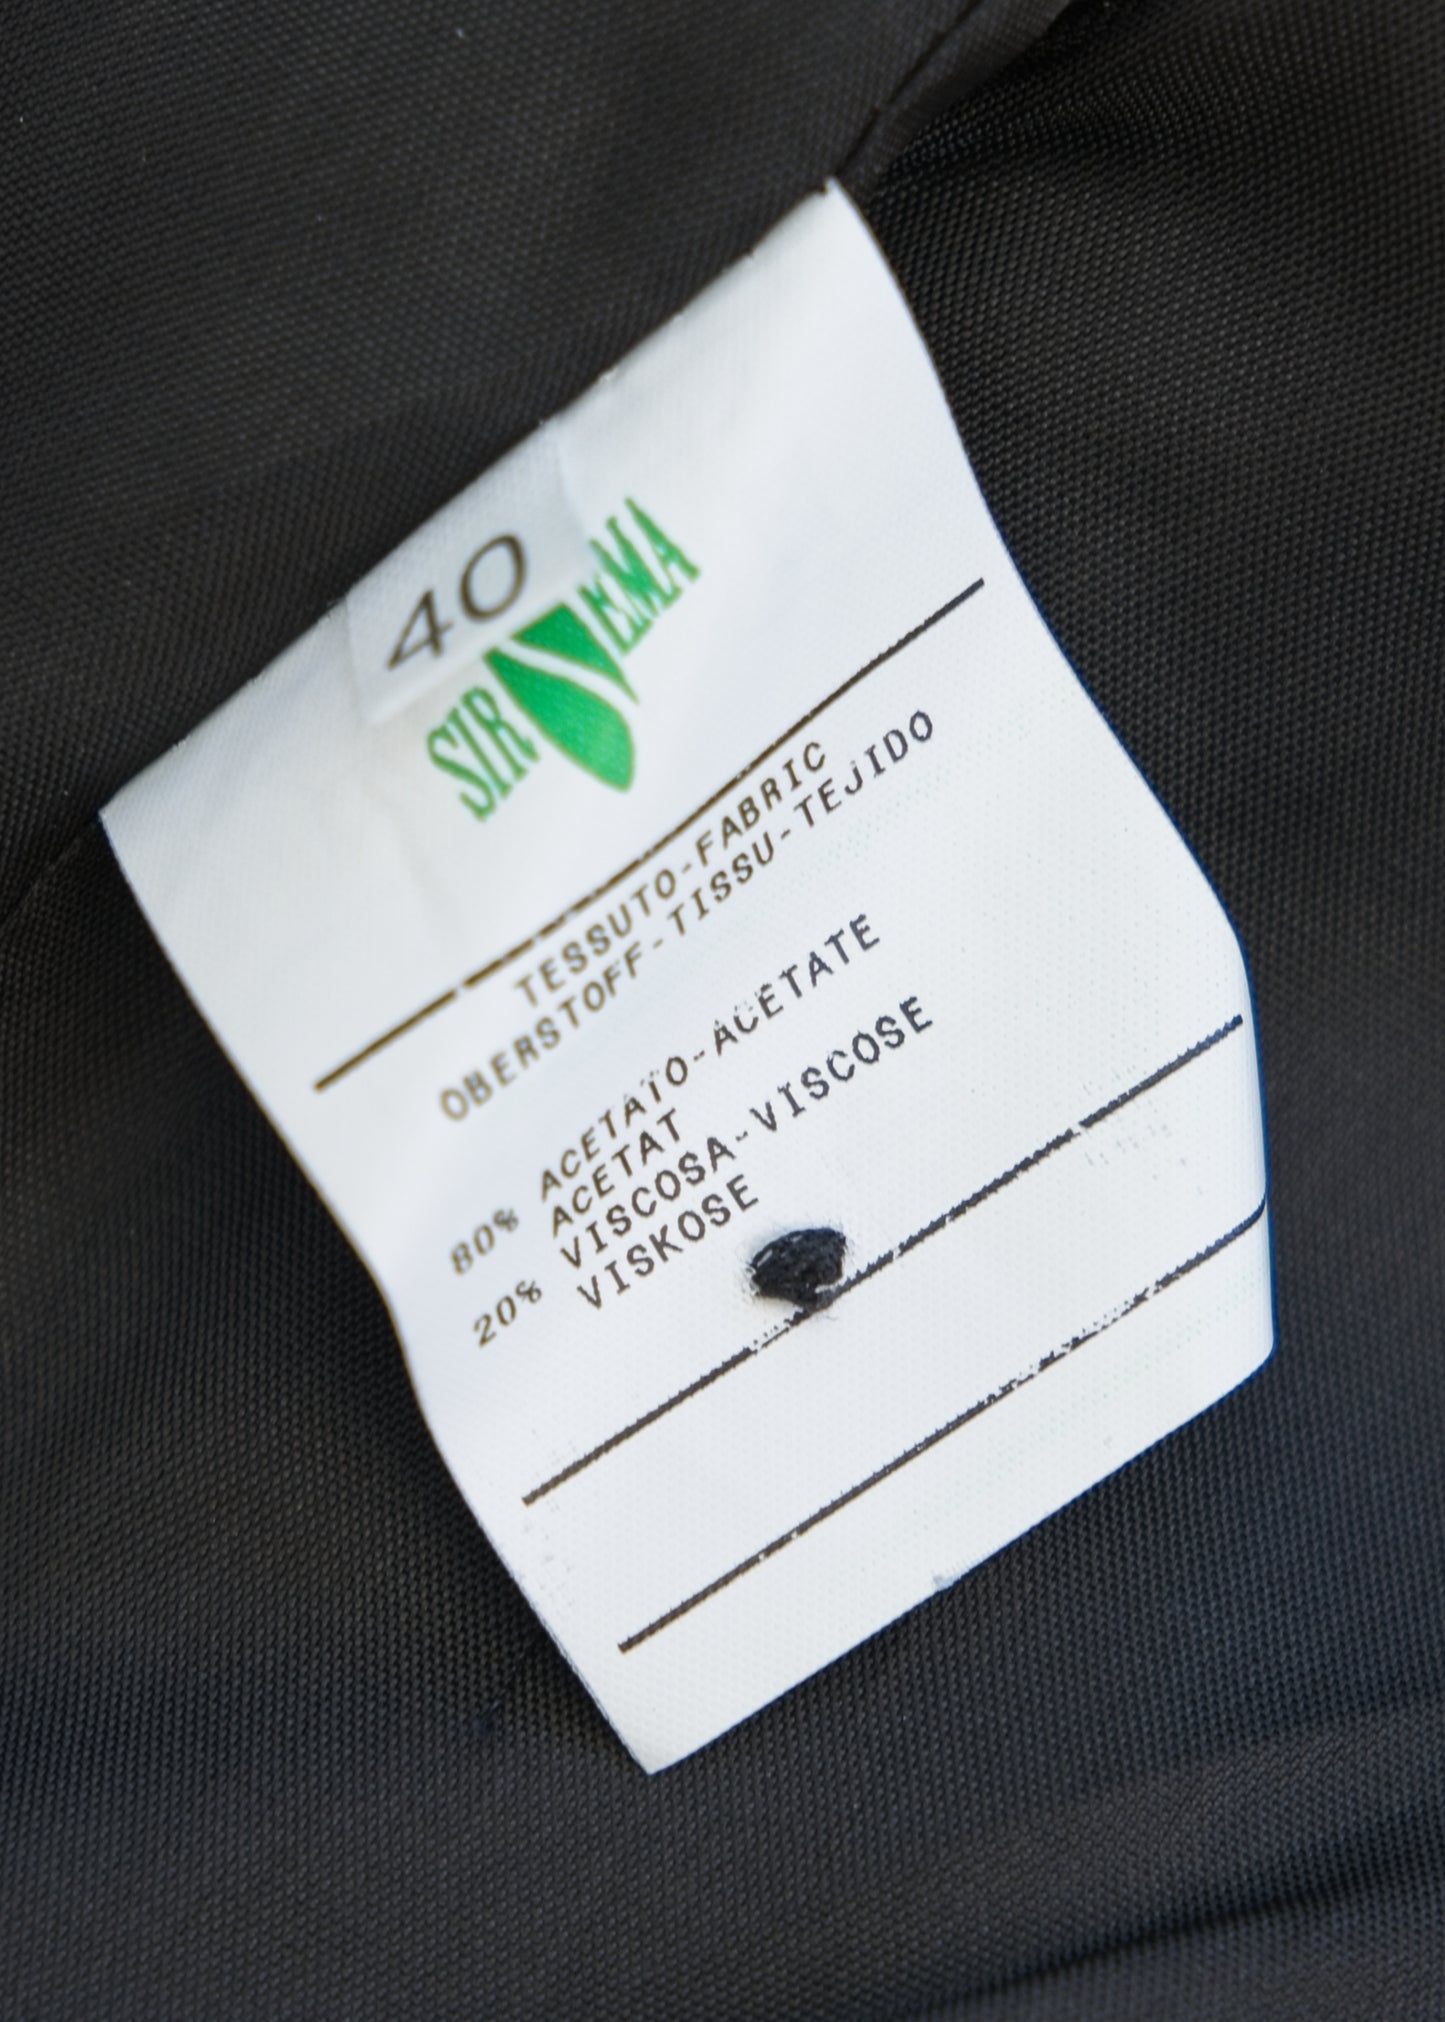 40
SIRVEMA
TESSUTO-FABRIC
OBERSTOFF-TISSU-TEJIDO
80% ACETATO-ACETATE
ACETAT
20% VISCOSA-VISCOSE
VISKOSE